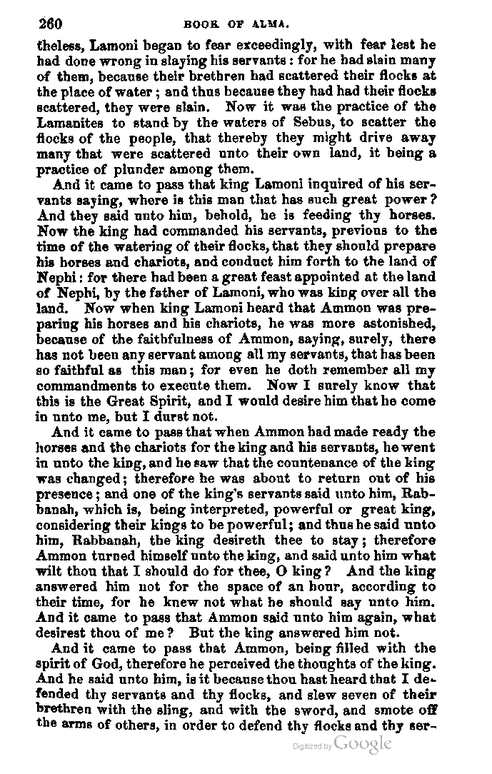 260 BOOK OF ALMA.
theless, Lamoni began to fear exceedingly, with fear lest he
had done wrong in slaying his servants: for he had slain many
of them, because their brethren had scattered their flocks at
the place of water; and thus because they had had their flocks
scattered, they were slain. Now it was the practice of the
Lamanites to stand by the waters of Sebus, to scatter the
flocks of the people, that thereby they might drive away
many that were scattered unto their own land, it being a
practice of plunder among them.
And it came to pass that king Lamoni inquired of his ser-
vants saying, where is this man that has such great power?
And they said unto him, behold, he is feeding thy horses.
Now the king had commanded his servants, previous to the
time of the watering of their flocks, that they should prepare
his horses and chariots, and conduct him forth to the land of
Nephi: for there had been a great feast appointed at the land
of Nephi, by the father of Lamoni, who was king over all the
land. Now when king Lamoni heard that Ammon was pre-
paring his horses and his chariots, he was more astonished,
because of the faithfulness of Ammon, saying, surely, there
has not been any servant among all my servants, that has been
so faithful as this man; for even he doth remember all my
commandments to execute them. Now I surely know that
this is the Great Spirit, and I would desire him that he come
in unto me, but I durst not.
And it came to pass that when Ammon had made ready the
horses and the chariots for the king and his servants, he went
in unto the king, and he saw that the countenance of the king
was changed; therefore he was about to return out of his
presence; and one of the king's servants said unto him, Rab-
banah, which is, being interpreted, powerful or great king,
considering their kings to be powerful; and thus he said unto
him, Rabbanah, the king desireth thee to stay; therefore
Ammon turned himself unto the king, and said unto him what
wilt thou that I should do for thee, O king? And the king
answered him not for the space of an hour, according to
their time, for he knew not what he should say unto him.
And it came to pass that Ammon said unto him again, what
desirest thou of me? But the king answered him not.
And it came to pass that Ammon, being filled with the
spirit of God, therefore he perceived the thoughts of the king.
And he said unto him, is it because thou hast heard that I de-
fended thy servants and thy flocks, and slew seven of their
brethren with the sling, and with the sword, and smote off
the arms of others, in order to defend thy flocks and thy ser-
Digitized by Google